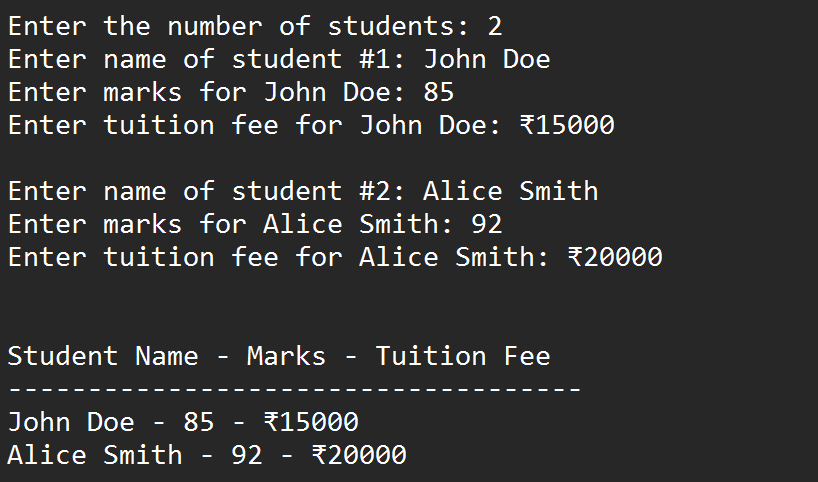 Enter the number of students: 2
Enter name of student #1: John Doe
Enter marks for John Doe: 85
Enter tuition fee for John Doe: ₹15000
Enter name of student #2: Alice Smith
Enter marks for Alice Smith: 92
Enter tuition fee for Alice Smith: ₹20000
Student Name - Marks - Tuition Fee
------------------------------------
John Doe - 85 - ₹15000
Alice Smith - 92 - ₹20000